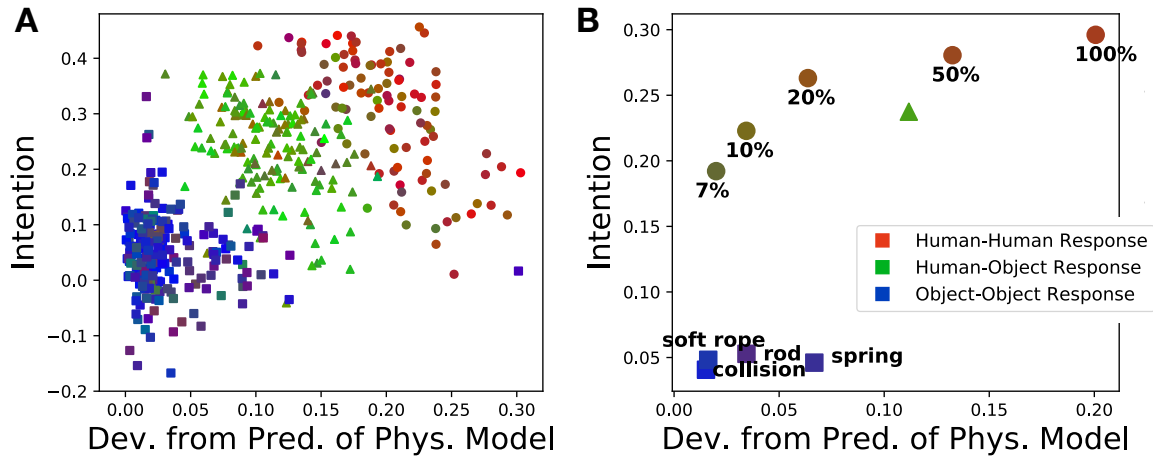 A
B
Intention
0.4
0.3
0.2
0.1
0.0
−0.1
−0.2
0.00
0.05
0.10
0.15
0.20
0.25
0.30
Dev. from Pred. of Phys. Model
Intention
0.30
0.25
0.20
0.15
0.10
0.05
100%
50%
20%
10%
7%
Human-Human Response
Human-Object Response
Object-Object Response
soft rope
rod
spring
collision
0.00
0.05
0.10
0.15
0.20
Dev. from Pred. of Phys. Model